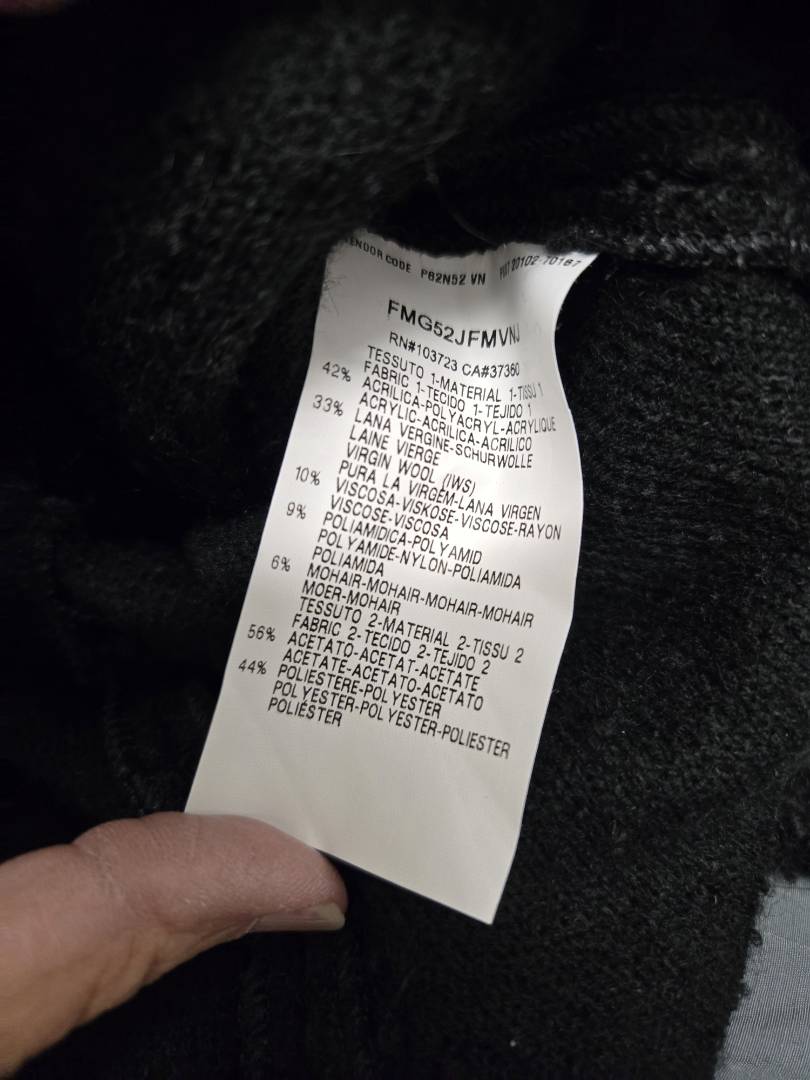 VENDOR CODE P82N52 VN 20102-70187
FMG52JFMVNJ
RN#103723 CA#37360
TESSUTO 1-MATERIAL 1-TISSU 1
FABRIC 1-TECIDO 1-TEJIDO 1
42% ACRILICA-POLYACRYL-ACRYLIQUE
ACRYLIC-ACRILICA-ACRILICO
33% LANA VERGINE-SCHURWOLLE
LAINE VIERGE
VIRGIN WOOL (IWS)
PURA LA VIRGEM-LANA VIRGEN
10% VISCOSA-VISKOSE-VISCOSE-RAYON
VISCOSE-VISCOSA
9% POLIAMIDICA-POLYAMID
POLYAMIDE-NYLON-POLIAMIDA
POLIAMIDA
6% MOHAIR-MOHAIR-MOHAIR-MOHAIR
MOER-MOHAIR
TESSUTO 2-MATERIAL 2-TISSU 2
FABRIC 2-TECIDO 2-TEJIDO 2
56% ACETATO-ACETAT-ACETATE
ACETATE-ACETATO-ACETATO
44% POLIESTERE-POLYESTER
POLYESTER-POLYESTER-POLIESTER
POLIÉSTER